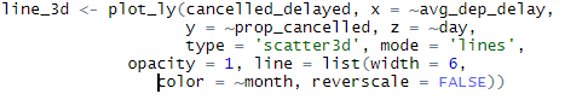 line_3d <- plot_ly(cancelled_delayed, x = ~avg_dep_delay,
y = ~prop_cancelled, z = ~day,
type = 'scatter3d', mode = 'lines',
opacity = 1, line = list(width = 6,
color = ~month, reverscale = FALSE))